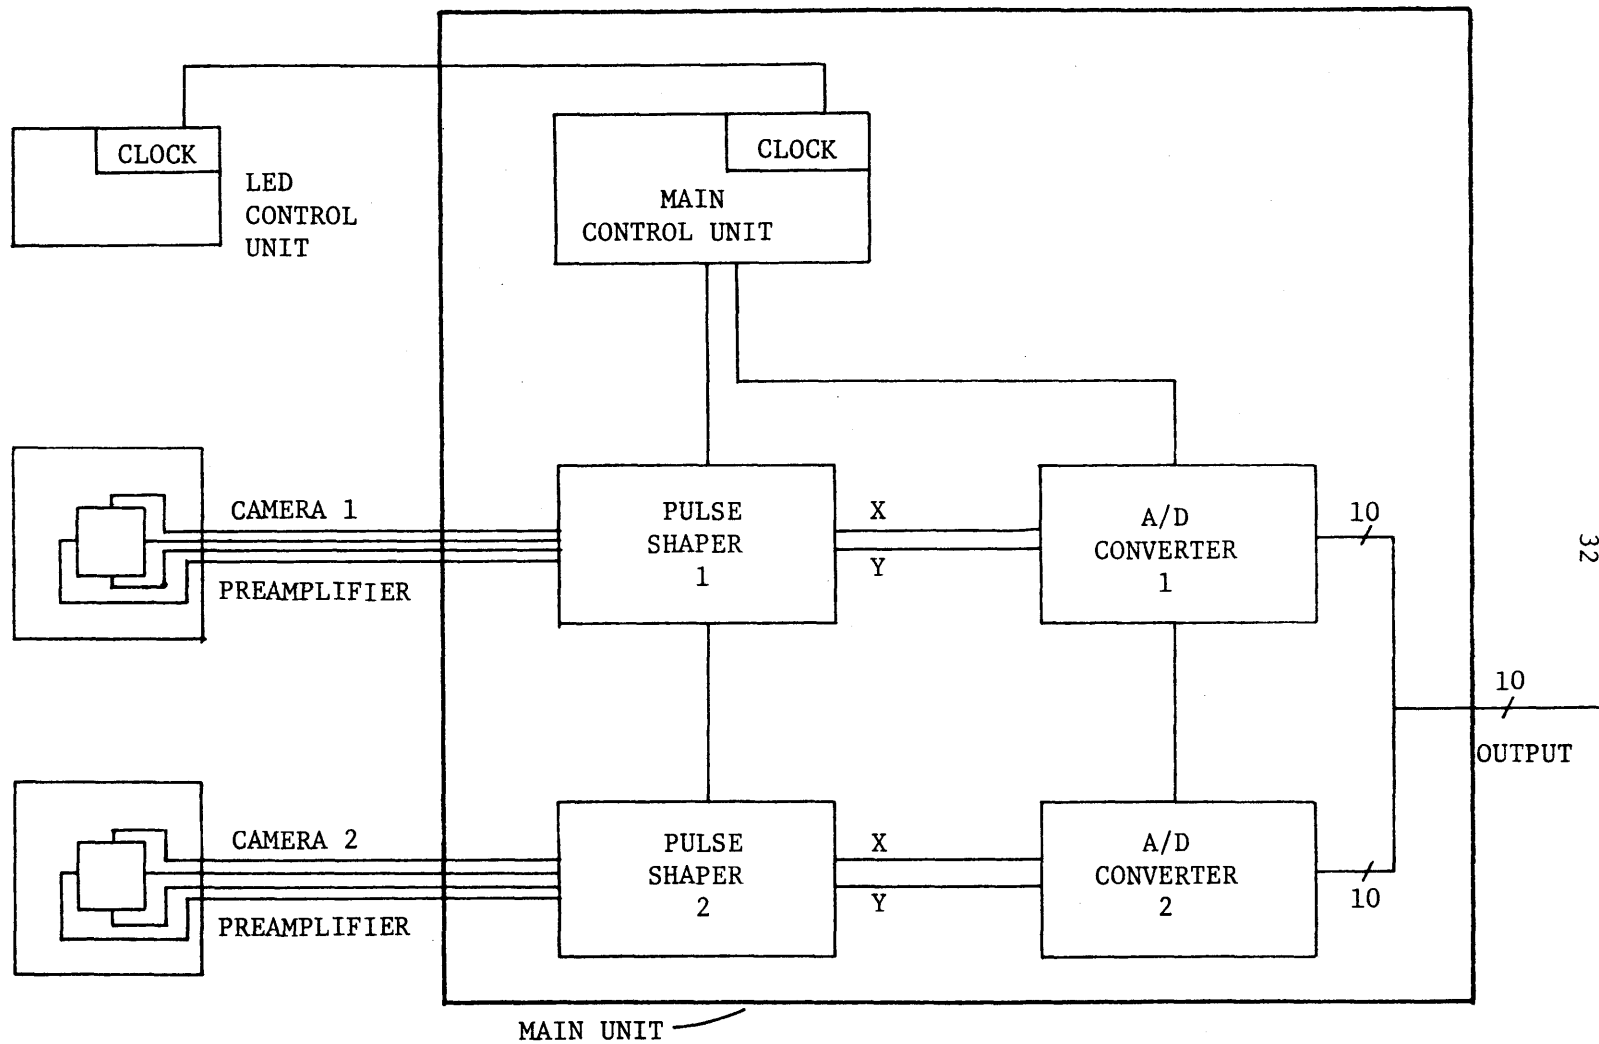 CLOCK
LED
CONTROL
UNIT
CLOCK
MAIN
CONTROL UNIT
CAMERA 1
PREAMPLIFIER
PULSE
SHAPER
1
X
Y
A/D
CONVERTER
1
10
32
10
OUTPUT
CAMERA 2
PREAMPLIFIER
PULSE
SHAPER
2
X
Y
A/D
CONVERTER
2
10
MAIN UNIT